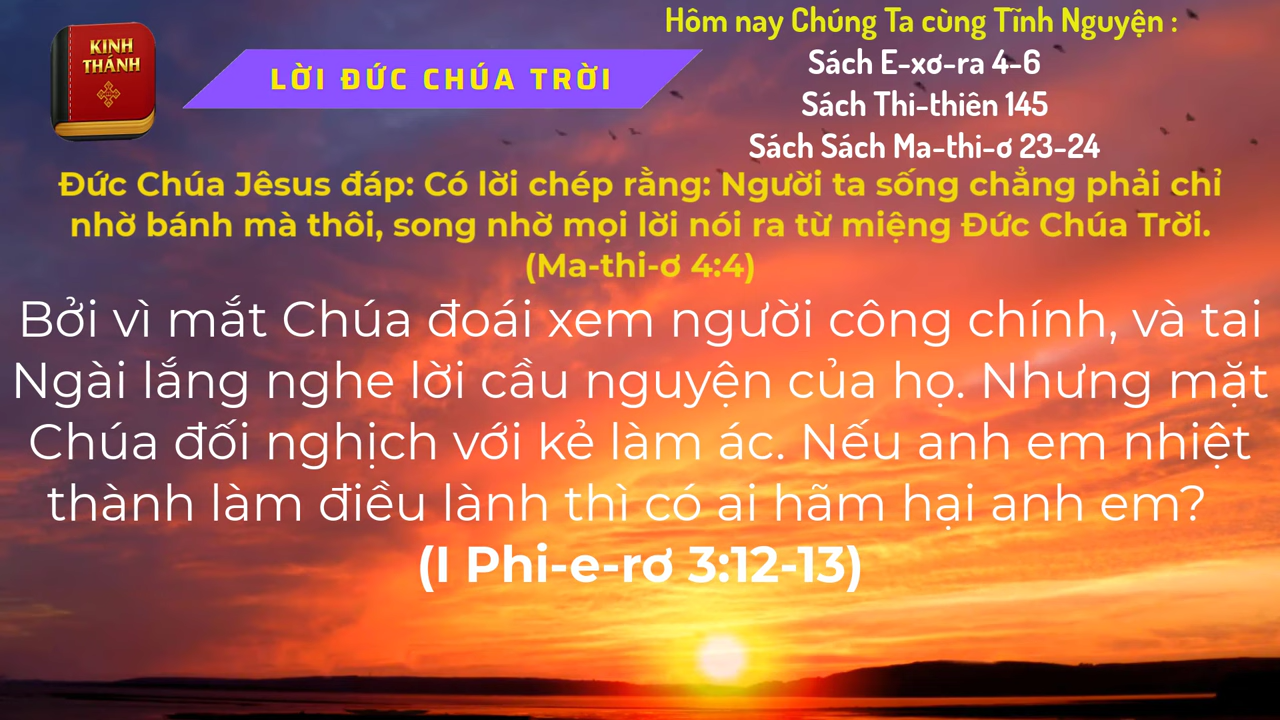 KINH
THÁNH
LỜI ĐỨC CHÚA TRỜI
Hôm nay Chúng Ta cùng Tĩnh Nguyện :
Sách E-xơ-ra 4-6
Sách Thi-thiên 145
Sách Sách Ma-thi-ơ 23-24
Đức Chúa Jêsus đáp: Có lời chép rằng: Người ta sống chẳng phải chỉ
nhờ bánh mà thôi, song nhờ mọi lời nói ra từ miệng Đức Chúa Trời.
(Ma-thi-ơ 4:4)
Bởi vì mắt Chúa đoái xem người công chính, và tai
Ngài lắng nghe lời cầu nguyện của họ. Nhưng mặt
Chúa đối nghịch với kẻ làm ác. Nếu anh em nhiệt
thành làm điều lành thì có ai hãm hại anh em?
(I Phi-e-rơ 3:12-13)